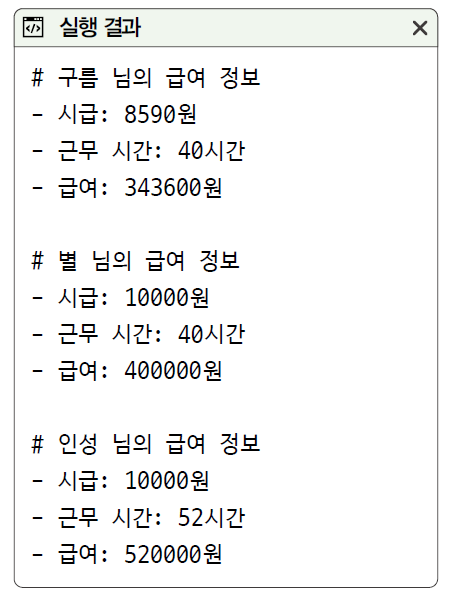 실행 결과
# 구름 님의 급여 정보
- 시급: 8590원
- 근무 시간: 40시간
- 급여: 343600원
# 별 님의 급여 정보
- 시급: 10000원
- 근무 시간: 40시간
- 급여: 400000원
# 인성 님의 급여 정보
- 시급: 10000원
- 근무 시간: 52시간
- 급여: 520000원